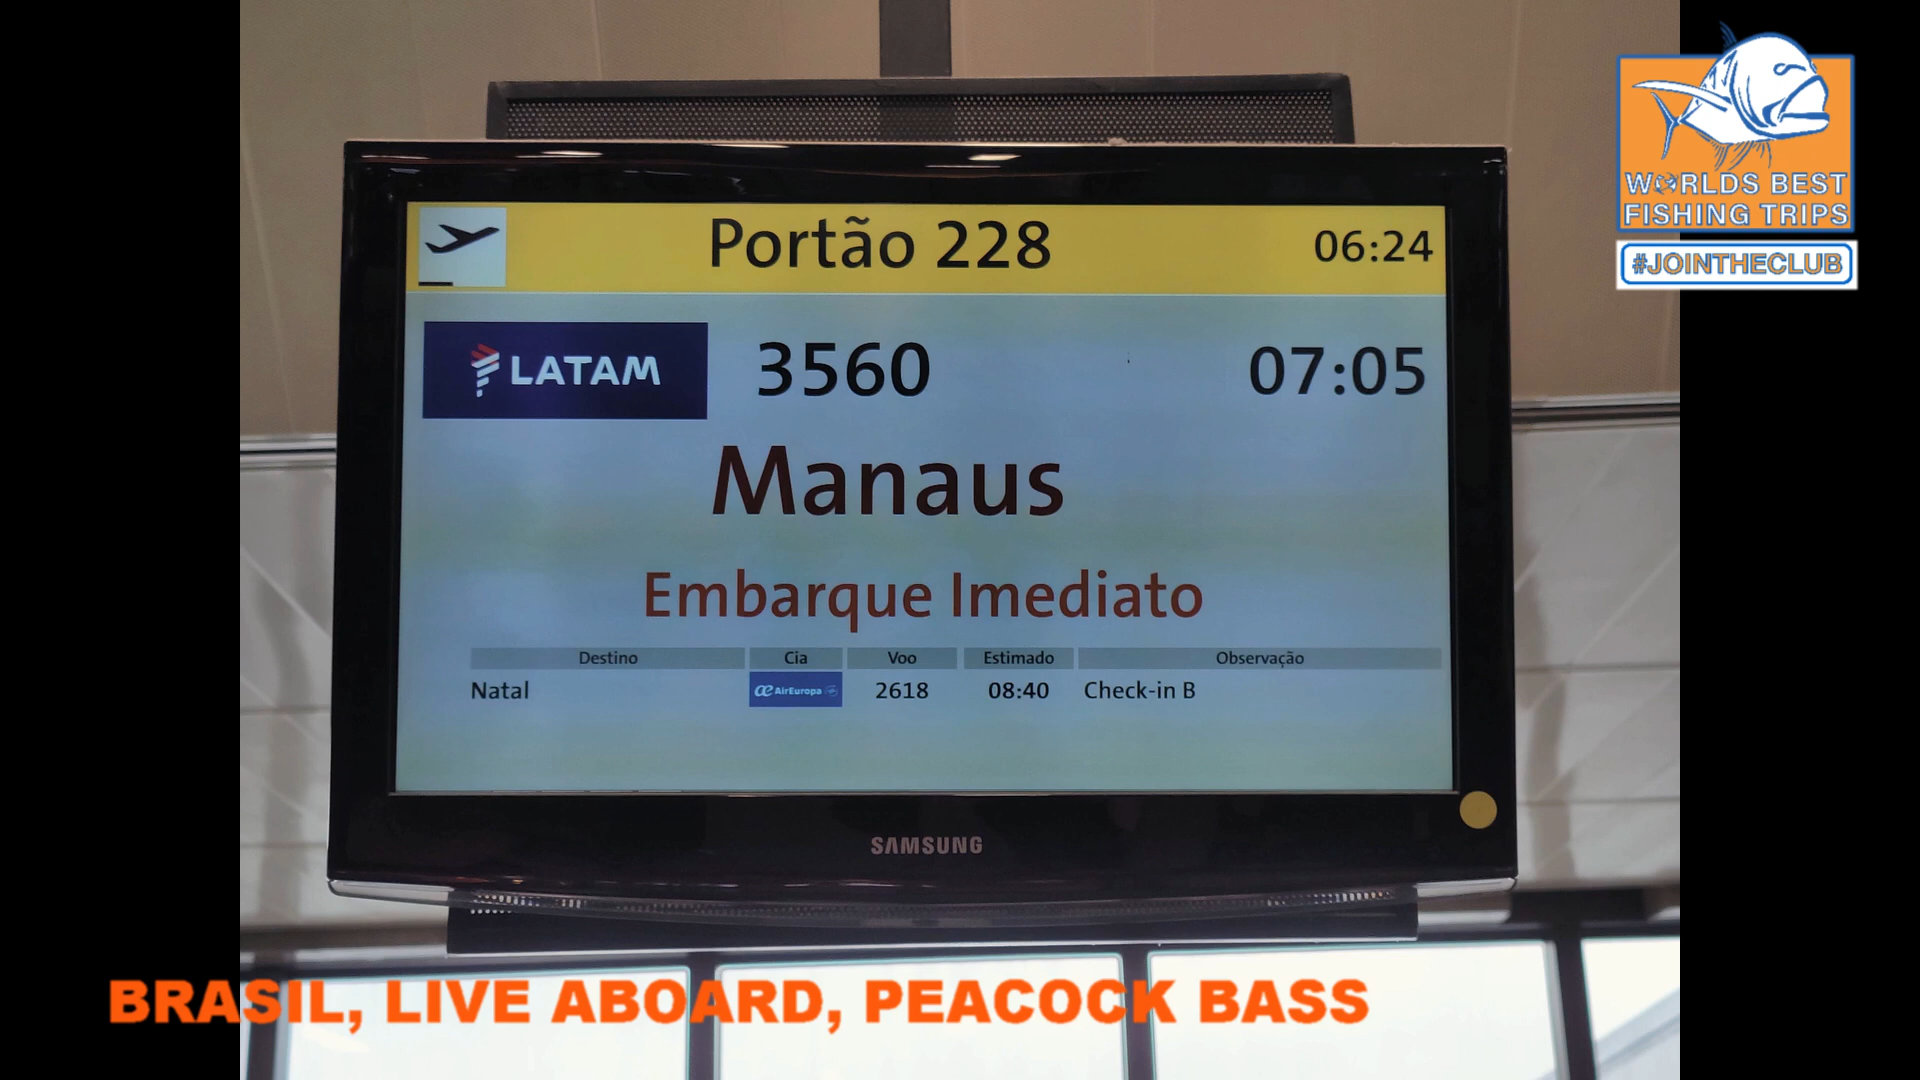 WORLDS BEST
FISHING TRIPS
#JOINTHECLUB
Portão 228
06:24
LATAM
3560
07:05
Manaus
Embarque Imediato
Destino Cia Voo Estimado Observação
Natal AirEuropa 2618 08:40 Check-in B
SAMSUNG
BRASIL, LIVE ABOARD, PEACOCK BASS